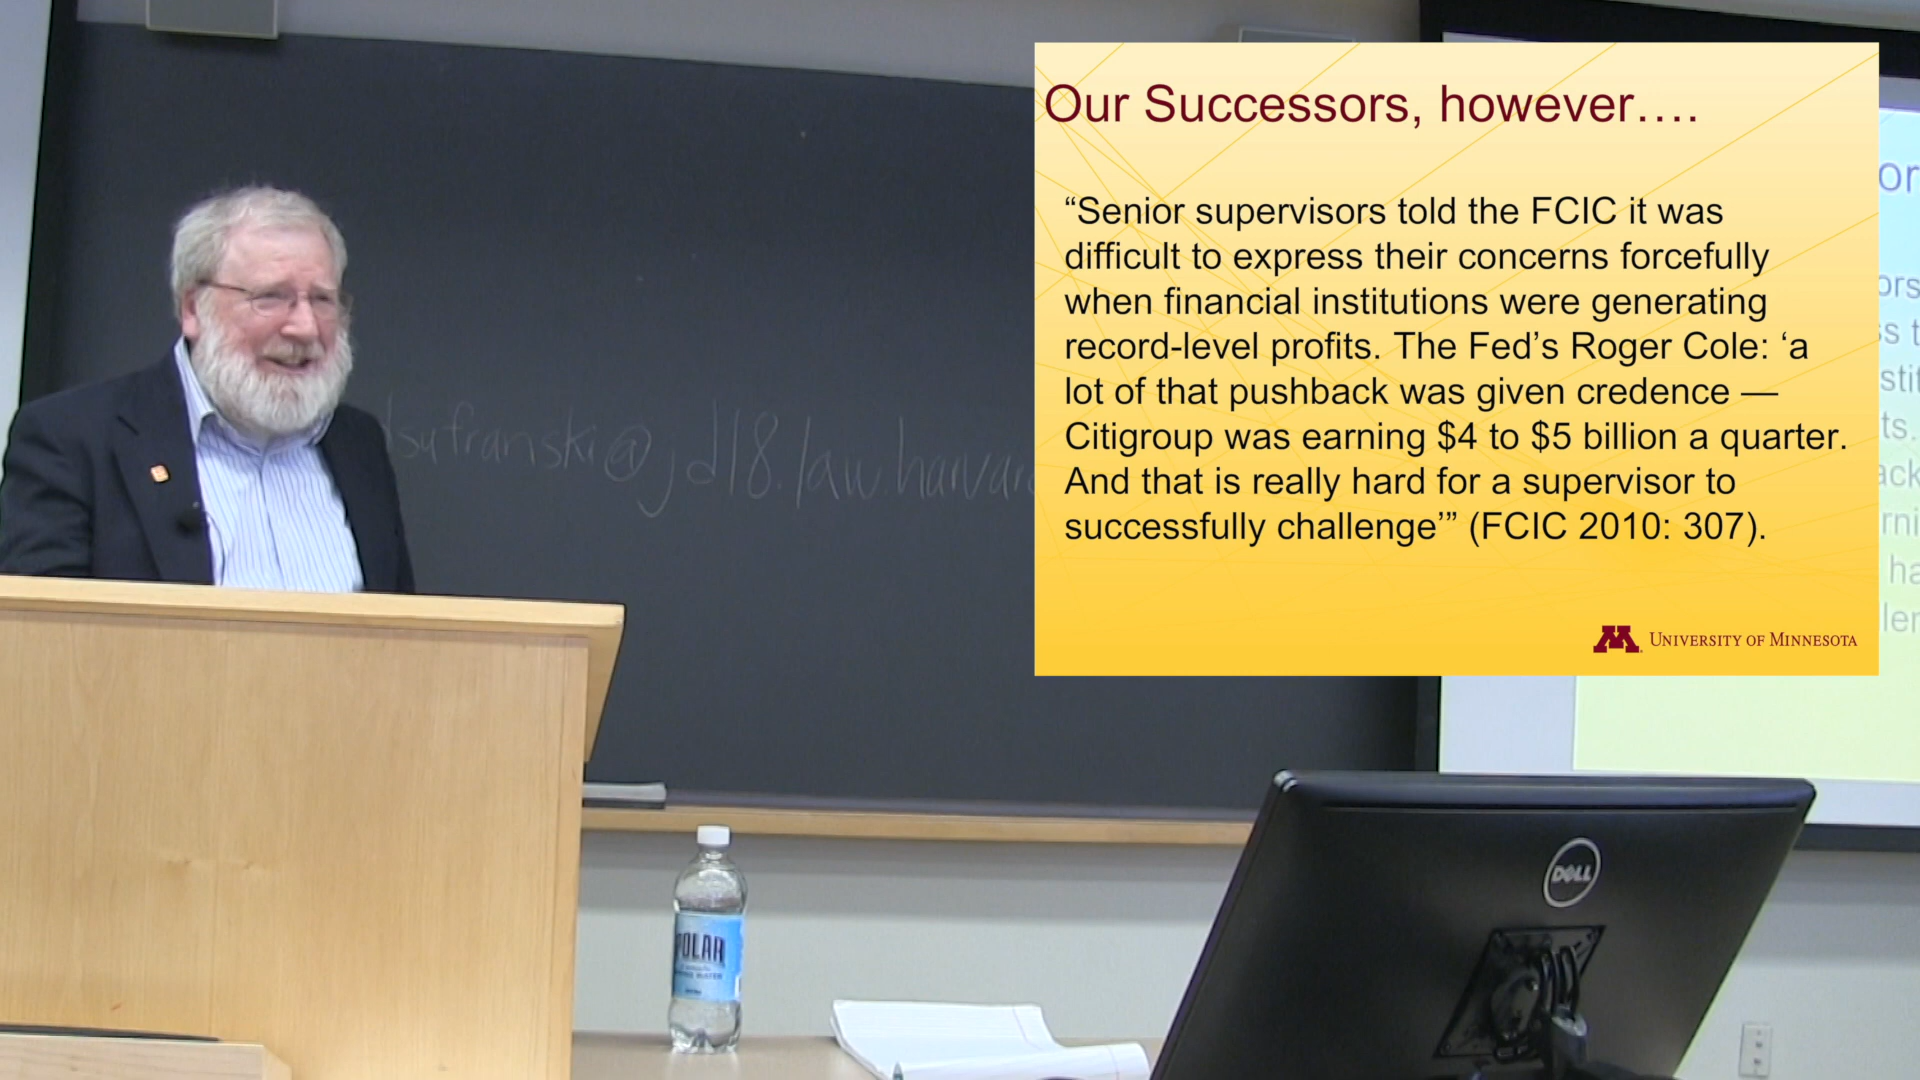 Our Successors, however….
“Senior supervisors told the FCIC it was
difficult to express their concerns forcefully
when financial institutions were generating
record-level profits. The Fed’s Roger Cole: ‘a
lot of that pushback was given credence —
Citigroup was earning $4 to $5 billion a quarter.
And that is really hard for a supervisor to
successfully challenge’” (FCIC 2010: 307).
M University of Minnesota
sufranski@jd18.law.harvar
POLAR
DELL